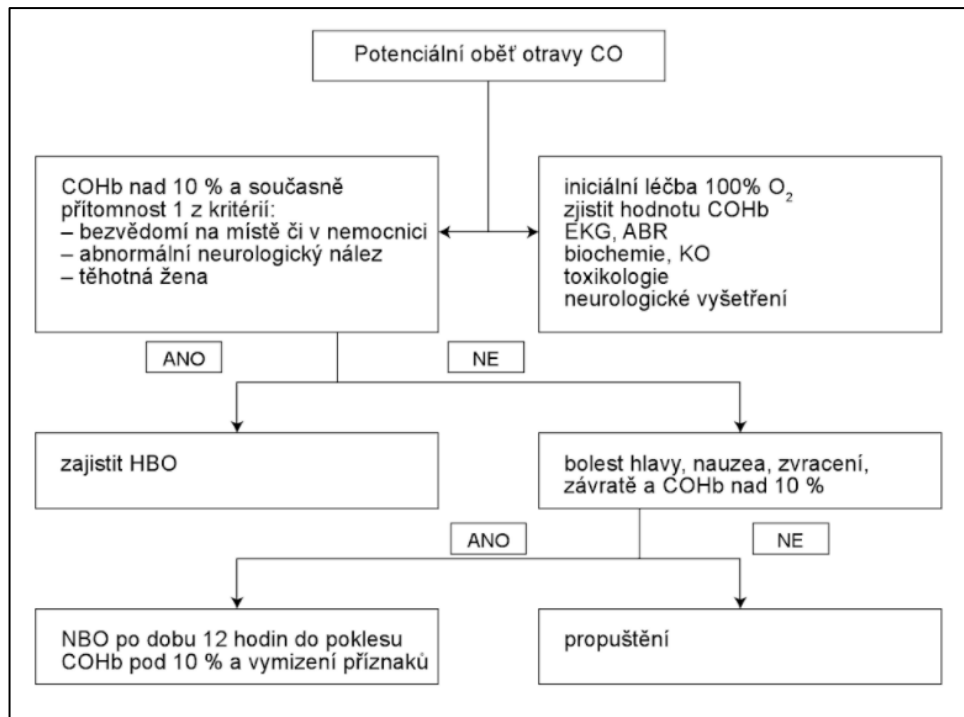 Potenciální oběť otravy CO
COHb nad 10 % a současně
přítomnost 1 z kritérií:
– bezvědomí na místě či v nemocnici
– abnormální neurologický nález
– těhotná žena
iniciální léčba 100% O₂
zjistit hodnotu COHb
EKG, ABR
biochemie, KO
toxikologie
neurologické vyšetření
ANO
NE
zajistit HBO
bolest hlavy, nauzea, zvracení,
závratě a COHb nad 10 %
ANO
NE
NBO po dobu 12 hodin do poklesu
COHb pod 10 % a vymizení příznaků
propuštění